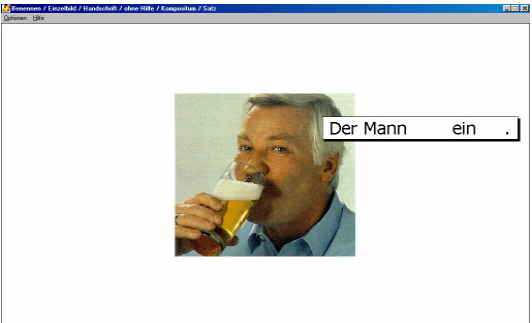 Benennen / Einzelbild / Handschrift / ohne Hilfe / Kompositum / Satz
Optionen Hilfe
Der Mann ein .